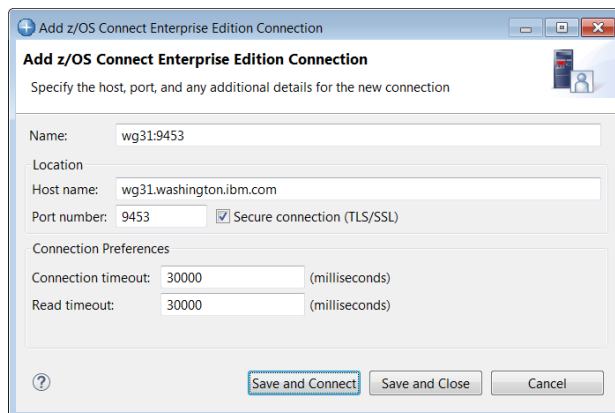 Add z/OS Connect Enterprise Edition Connection
Add z/OS Connect Enterprise Edition Connection
Specify the host, port, and any additional details for the new connection
Name: wg31:9453
Location
Host name: wg31.washington.ibm.com
Port number: 9453 Secure connection (TLS/SSL)
Connection Preferences
Connection timeout: 30000 (milliseconds)
Read timeout: 30000 (milliseconds)
? Save and Connect Save and Close Cancel